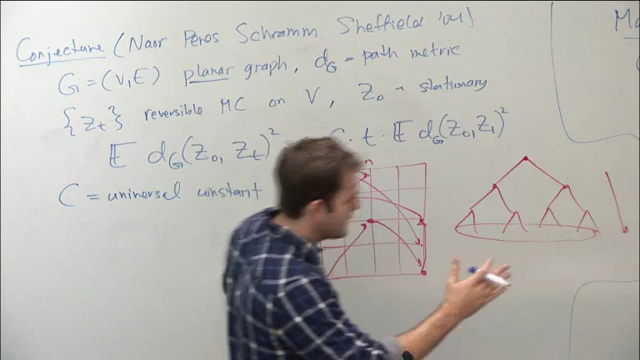 Conjecture (Naor Peres Schramm Sheffield '04)
G = (V, E) planar graph, d_G - path metric
{Z_t} reversible MC on V, Z_0 - stationary
𝔼 d_G(Z_0, Z_t)² C · t · 𝔼 d_G(Z_0, Z_1)²
C = universal constant